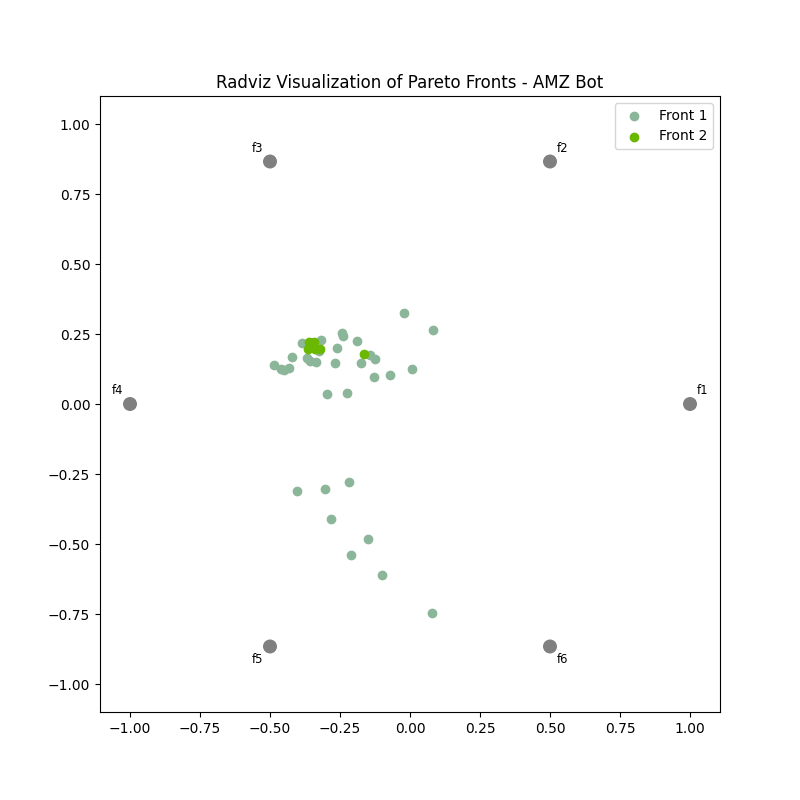 Radviz Visualization of Pareto Fronts - AMZ Bot
Front 1
Front 2
f3
f2
f4
f1
f5
f6
1.00
0.75
0.50
0.25
0.00
−0.25
−0.50
−0.75
−1.00
−1.00 −0.75 −0.50 −0.25 0.00 0.25 0.50 0.75 1.00